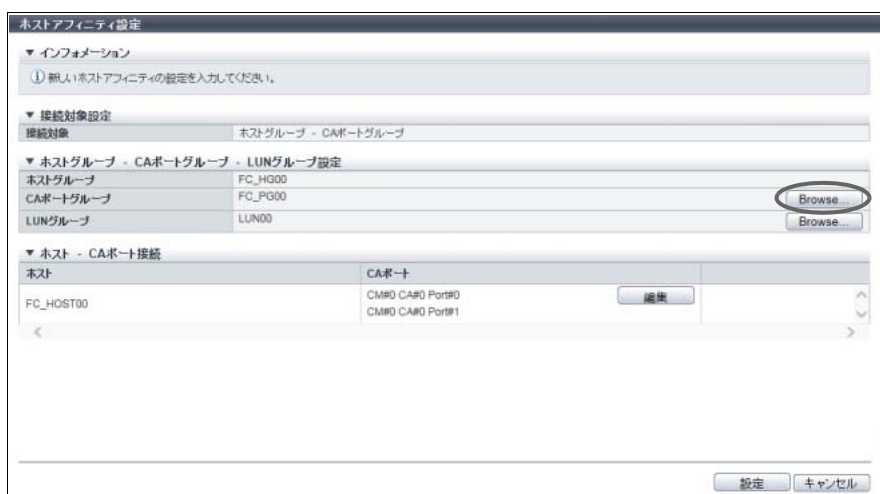 ホストアフィニティ設定
▼ インフォメーション
ⓘ 新しいホストアフィニティの設定を入力してください。
▼ 接続対象設定
接続対象 ホストグループ - CAポートグループ
▼ ホストグループ - CAポートグループ - LUNグループ設定
ホストグループ FC_HG00
CAポートグループ FC_PG00 Browse...
LUNグループ LUN00 Browse...
▼ ホスト - CAポート接続
ホスト CAポート
FC_HOST00 CM#0 CA#0 Port#0 編集
CM#0 CA#0 Port#1
設定 キャンセル